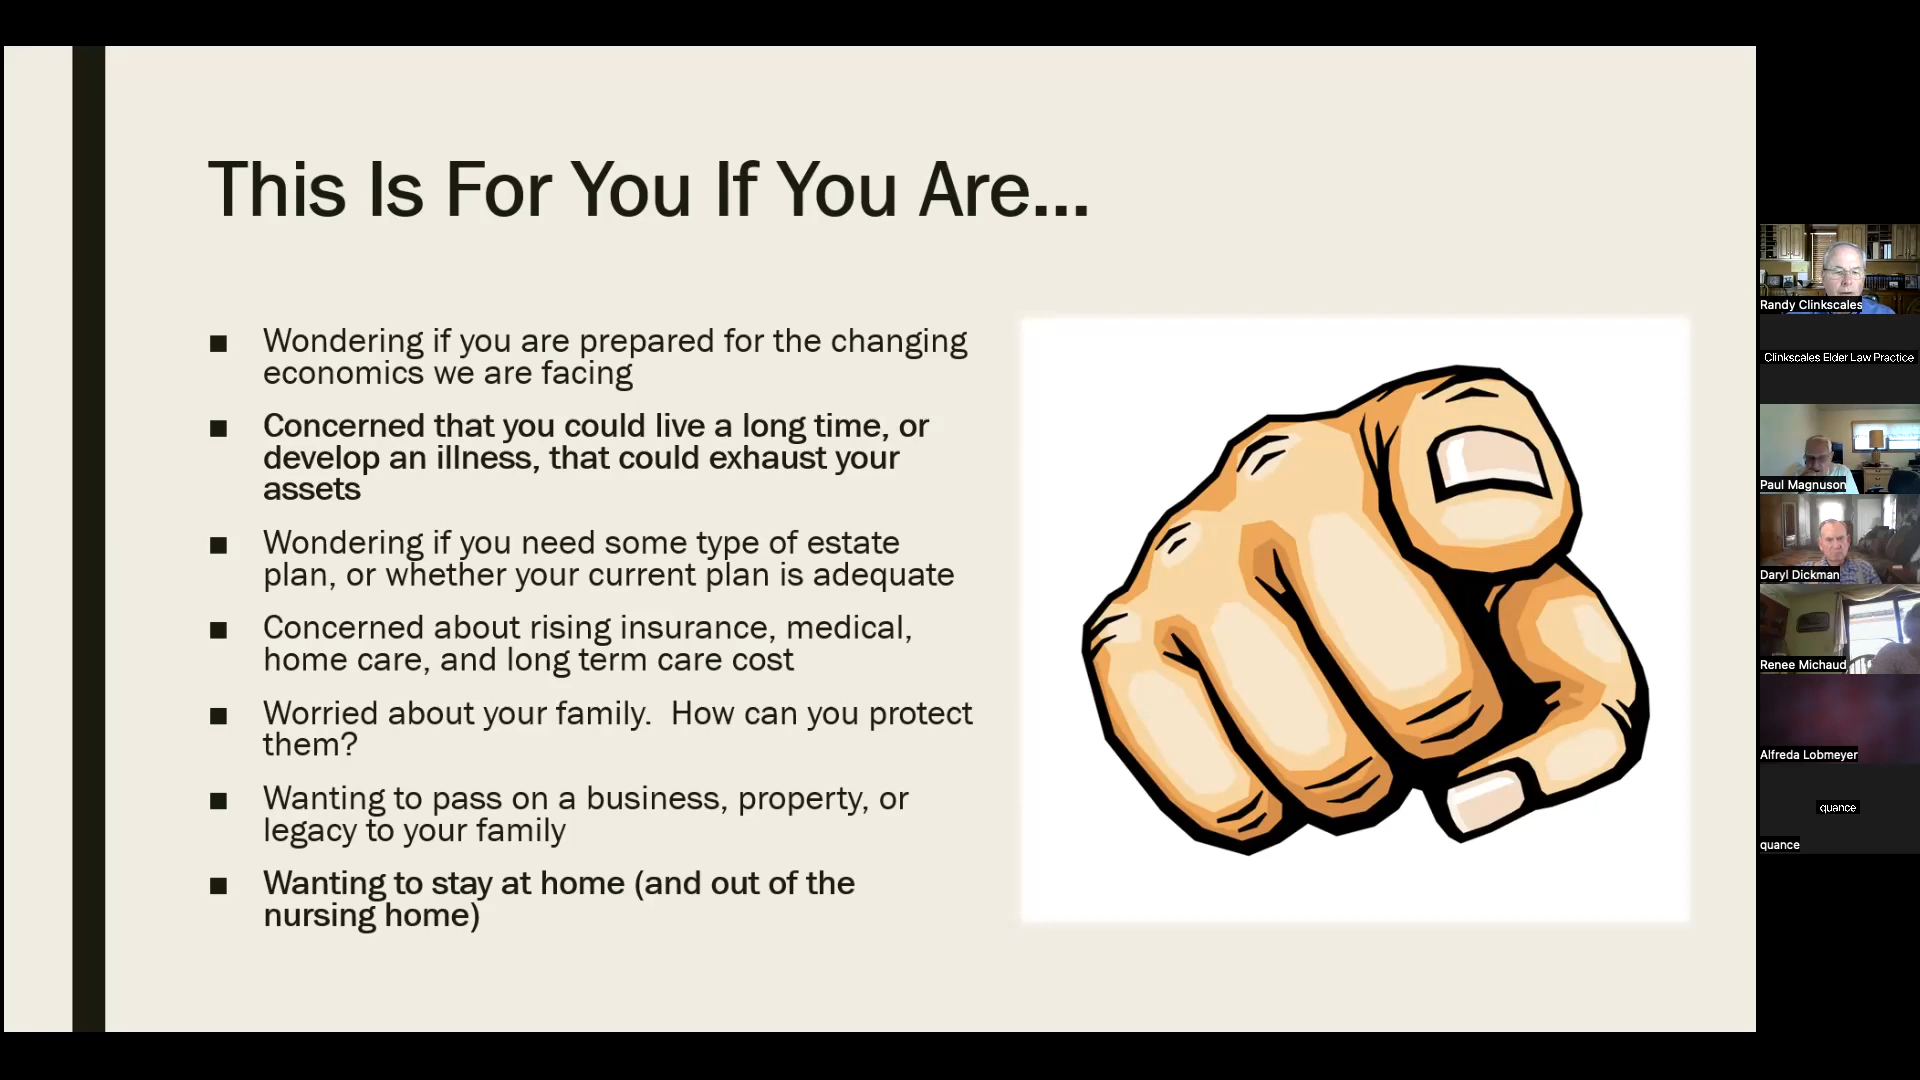 This Is For You If You Are...
■ Wondering if you are prepared for the changing
economics we are facing
■ Concerned that you could live a long time, or
develop an illness, that could exhaust your
assets
■ Wondering if you need some type of estate
plan, or whether your current plan is adequate
■ Concerned about rising insurance, medical,
home care, and long term care cost
■ Worried about your family.  How can you protect
them?
■ Wanting to pass on a business, property, or
legacy to your family
■ Wanting to stay at home (and out of the
nursing home)
Randy Clinkscales
Clinkscales Elder Law Practice
Paul Magnuson
Daryl Dickman
Renee Michaud
Alfreda Lobmeyer
quance
quance